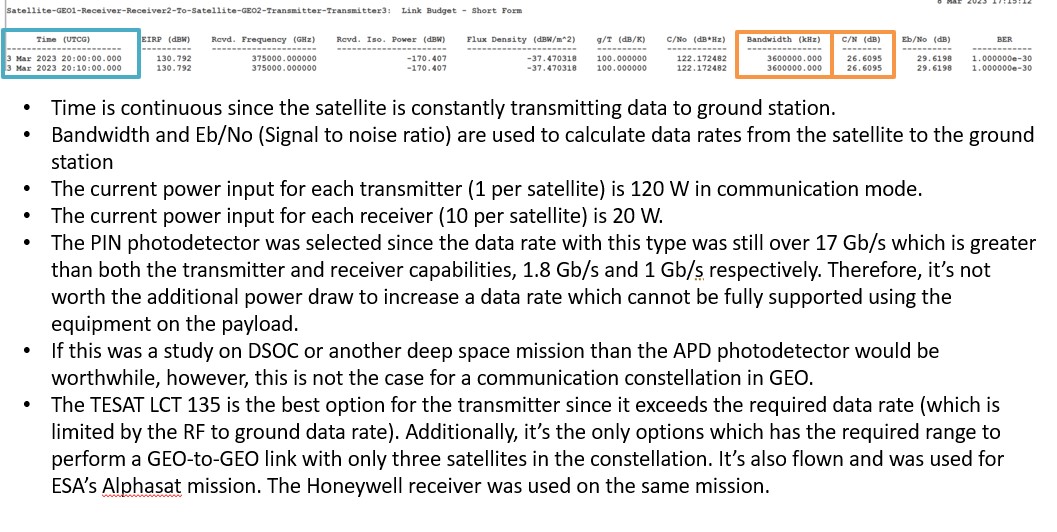 8 Mar 2023 17:15:12
Satellite-GEO1-Receiver-Receiver2-To-Satellite-GEO2-Transmitter-Transmitter3: Link Budget - Short Form
Time (UTCG) EIRP (dBW) Rcvd. Frequency (GHz) Rcvd. Iso. Power (dBW) Flux Density (dBW/m^2) g/T (dB/K) C/No (dB*Hz) Bandwidth (kHz) C/N (dB) Eb/No (dB) BER
3 Mar 2023 20:00:00.000 130.792 375000.000000 -170.407 -37.470318 100.000000 122.172482 3600000.000 26.6095 29.6198 1.000000e-30
3 Mar 2023 20:10:00.000 130.792 375000.000000 -170.407 -37.470318 100.000000 122.172482 3600000.000 26.6095 29.6198 1.000000e-30
• Time is continuous since the satellite is constantly transmitting data to ground station.
• Bandwidth and Eb/No (Signal to noise ratio) are used to calculate data rates from the satellite to the ground
station
• The current power input for each transmitter (1 per satellite) is 120 W in communication mode.
• The current power input for each receiver (10 per satellite) is 20 W.
• The PIN photodetector was selected since the data rate with this type was still over 17 Gb/s which is greater
than both the transmitter and receiver capabilities, 1.8 Gb/s and 1 Gb/s respectively. Therefore, it's not
worth the additional power draw to increase a data rate which cannot be fully supported using the
equipment on the payload.
• If this was a study on DSOC or another deep space mission than the APD photodetector would be
worthwhile, however, this is not the case for a communication constellation in GEO.
• The TESAT LCT 135 is the best option for the transmitter since it exceeds the required data rate (which is
limited by the RF to ground data rate). Additionally, it's the only options which has the required range to
perform a GEO-to-GEO link with only three satellites in the constellation. It's also flown and was used for
ESA's Alphasat mission. The Honeywell receiver was used on the same mission.